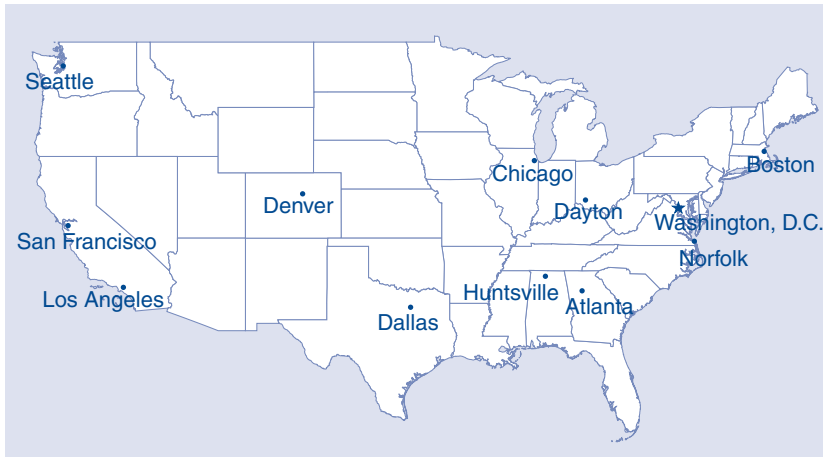 Seattle
Boston
Chicago
Denver
Dayton
Washington, D.C.
San Francisco
Norfolk
Huntsville
Los Angeles
Atlanta
Dallas